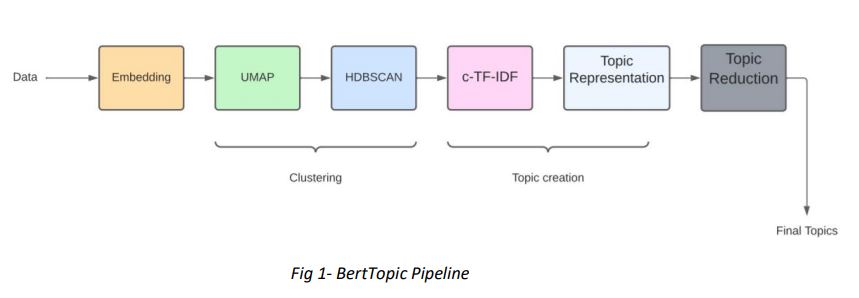 Data
Embedding
UMAP
HDBSCAN
c-TF-IDF
Topic
Representation
Topic
Reduction
Clustering
Topic creation
Final Topics
Fig 1- BertTopic Pipeline